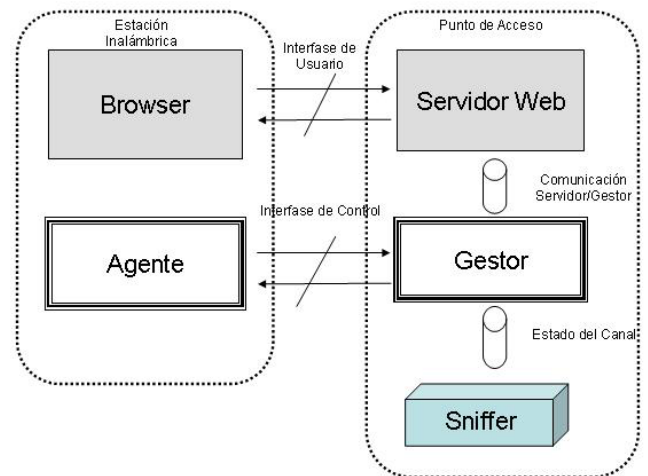 Estación
Inalámbrica
Punto de Acceso
Interfase de
Usuario
Browser
Servidor Web
Comunicación
Servidor/Gestor
Interfase de Control
Agente
Gestor
Estado del Canal
Sniffer